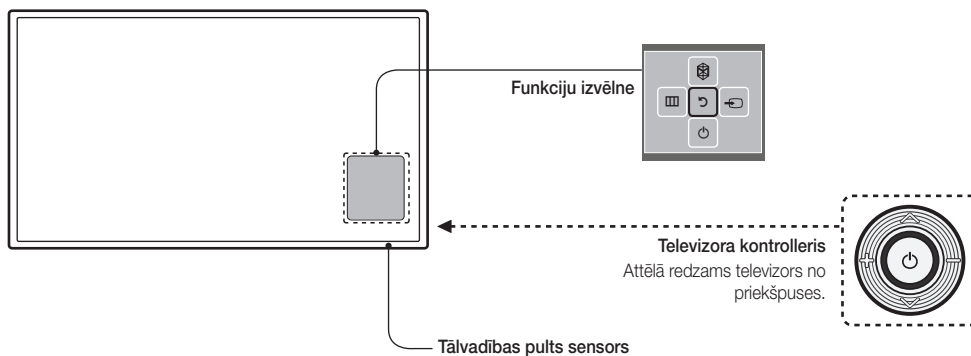 Funkciju izvēlne
Televizora kontrolleris
Attēlā redzams televizors no
priekšpuses.
Tālvadības pults sensors